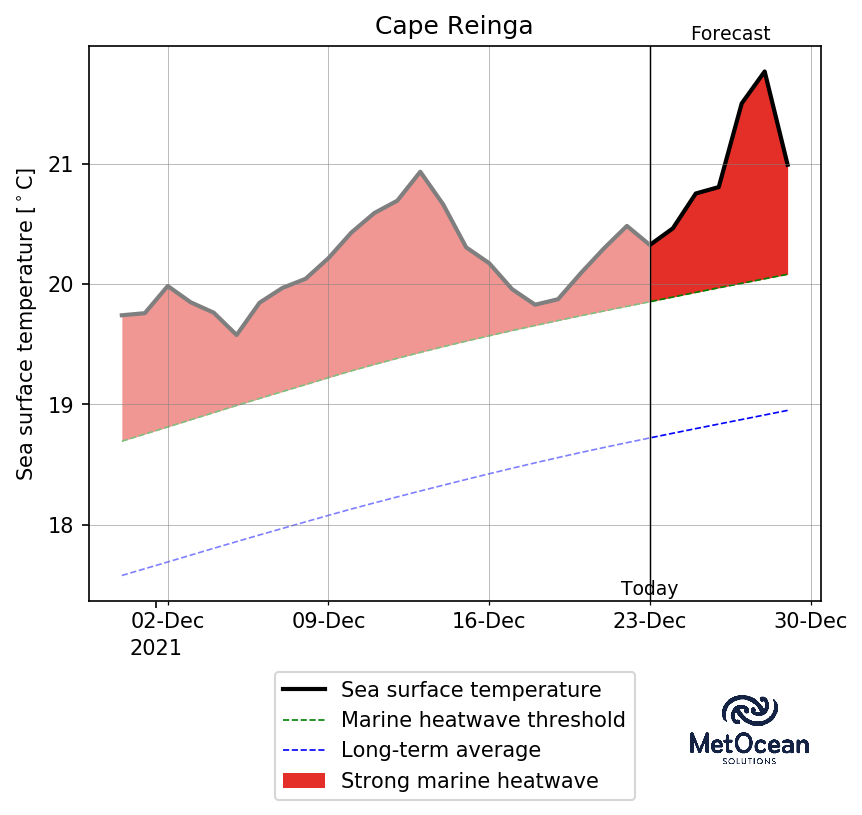 Cape Reinga
Forecast
Sea surface temperature [°C]
21
20
19
18
Today
02-Dec 09-Dec 16-Dec 23-Dec 30-Dec
2021
Sea surface temperature
Marine heatwave threshold
Long-term average
Strong marine heatwave
MetOcean
SOLUTIONS